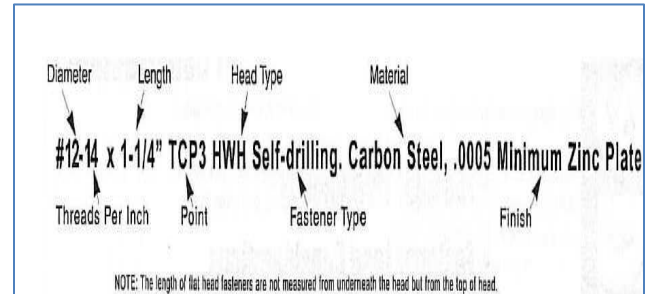 Diameter Length Head Type Material
#12-14 x 1-1/4" TCP3 HWH Self-drilling. Carbon Steel, .0005 Minimum Zinc Plate
Threads Per Inch Point Fastener Type Finish
NOTE: The length of flat head fasteners are not measured from underneath the head but from the top of head.